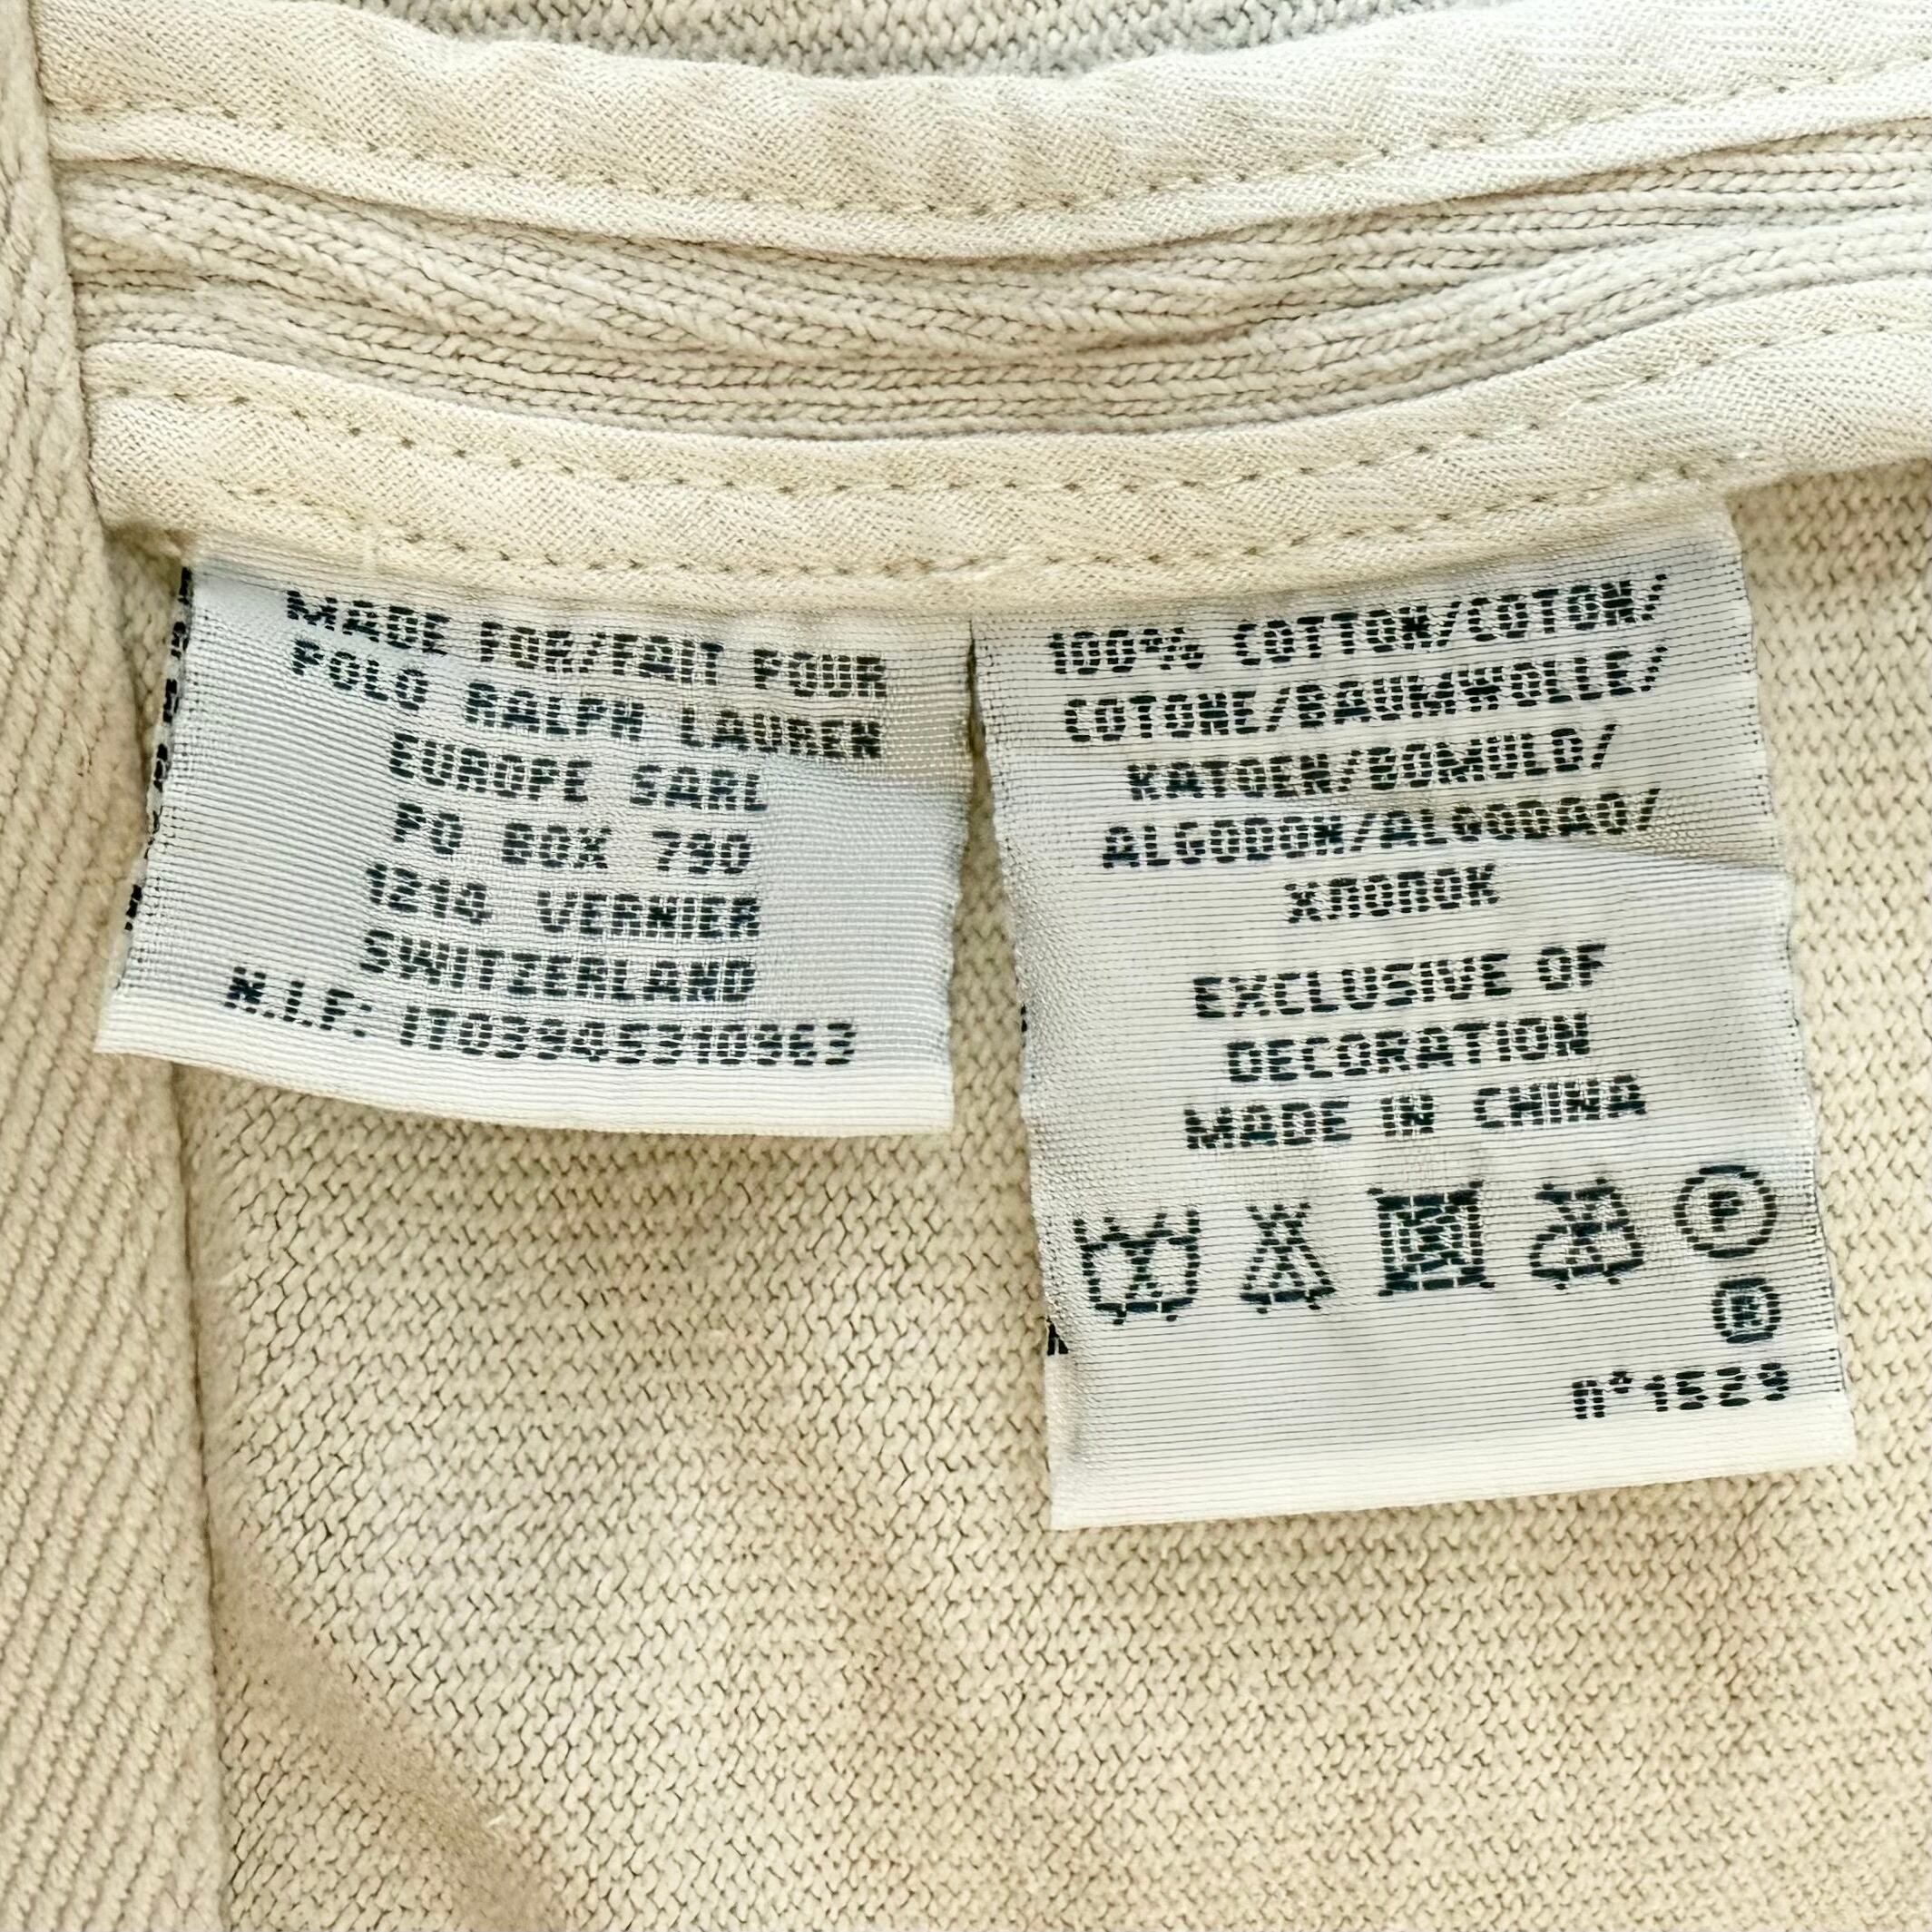 MADE FOR/FAIT POUR
POLO RALPH LAUREN
EUROPE SARL
PO BOX 790
1214 VERNIER
SWITZERLAND
N.I.F: IT03945310963
100% COTTON/COTON/
COTONE/BAUMWOLLE/
KATOEN/BOMULD/
ALGODON/ALGODAO/
ХЛОПОК
EXCLUSIVE OF
DECORATION
MADE IN CHINA
P
R
n°1529